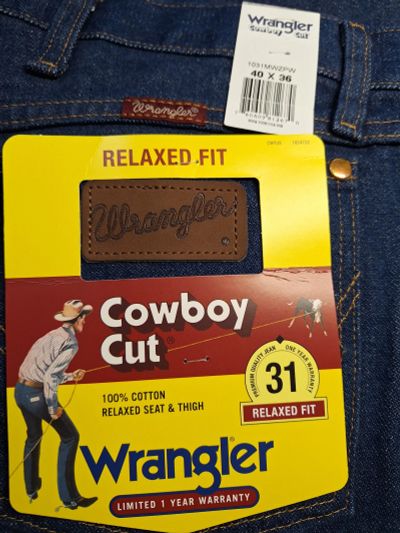 Wrangler
Cowboy Cut
1031MWZPW
40 X 36
Wrangler
RELAXED FIT
Wrangler
Cowboy
Cut
PREMIUM QUALITY JEAN
ONE YEAR WARRANTY
31
RELAXED FIT
100% COTTON
RELAXED SEAT & THIGH
Wrangler
LIMITED 1 YEAR WARRANTY